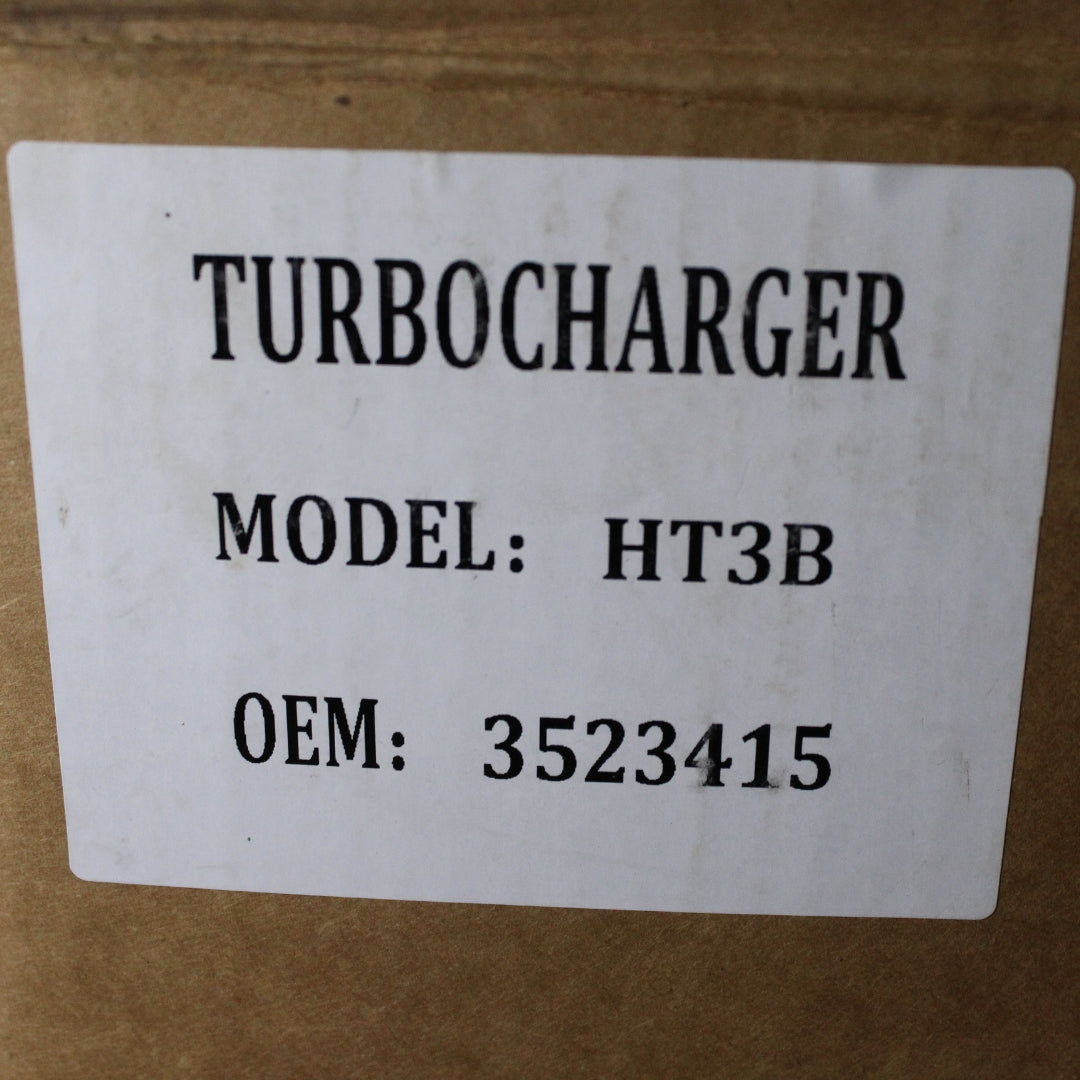 TURBOCHARGER
MODEL: HT3B
OEM: 3523415